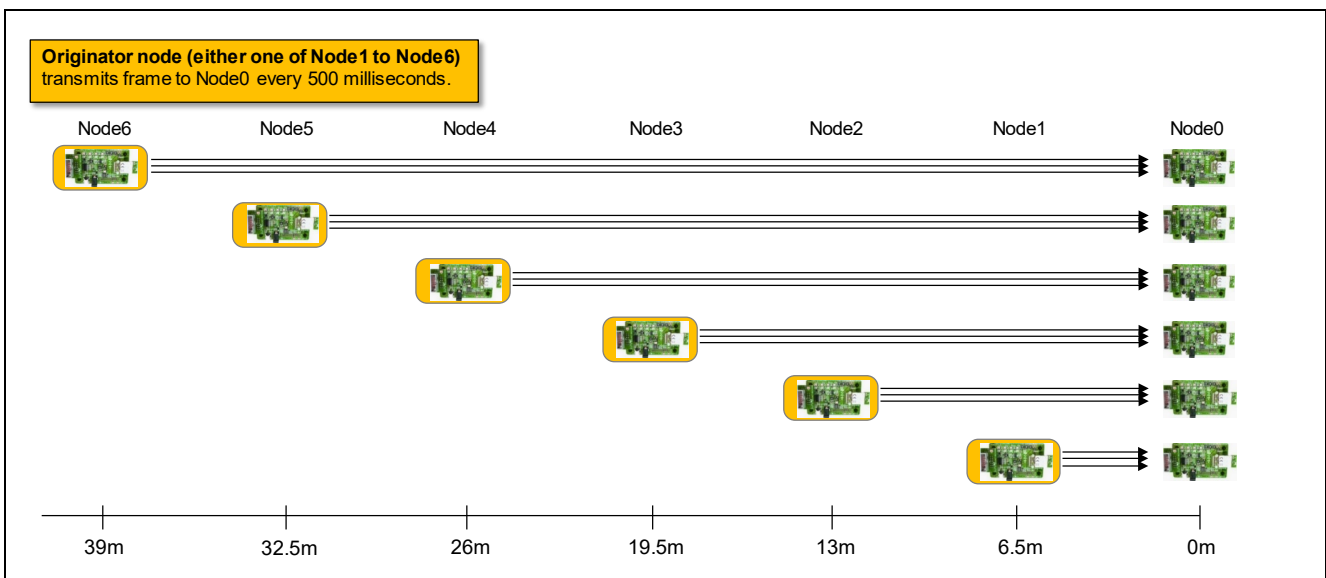 Originator node (either one of Node1 to Node6)
transmits frame to Node0 every 500 milliseconds.
Node6 Node5 Node4 Node3 Node2 Node1 Node0
39m 32.5m 26m 19.5m 13m 6.5m 0m